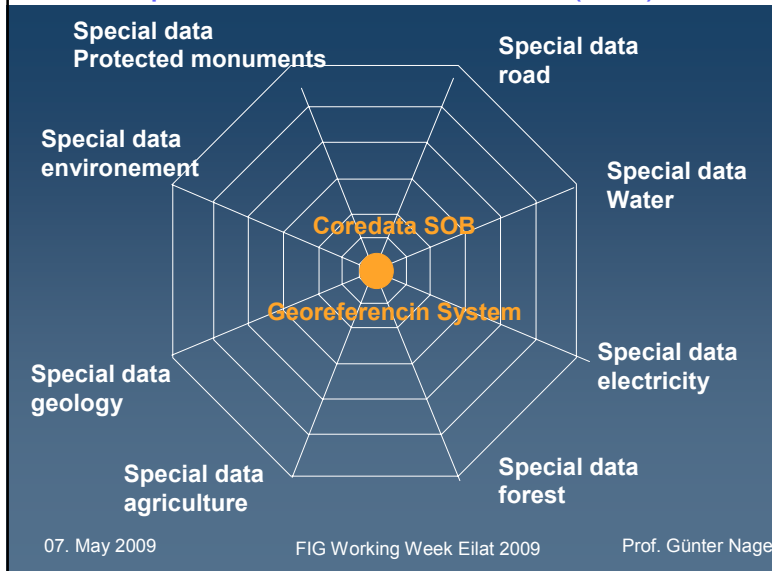 Special data
Protected monuments
Special data
road
Special data
environement
Special data
Water
Coredata SOB
Georeferencin System
Special data
geology
Special data
electricity
Special data
agriculture
Special data
forest
07. May 2009
FIG Working Week Eilat 2009
Prof. Günter Nage